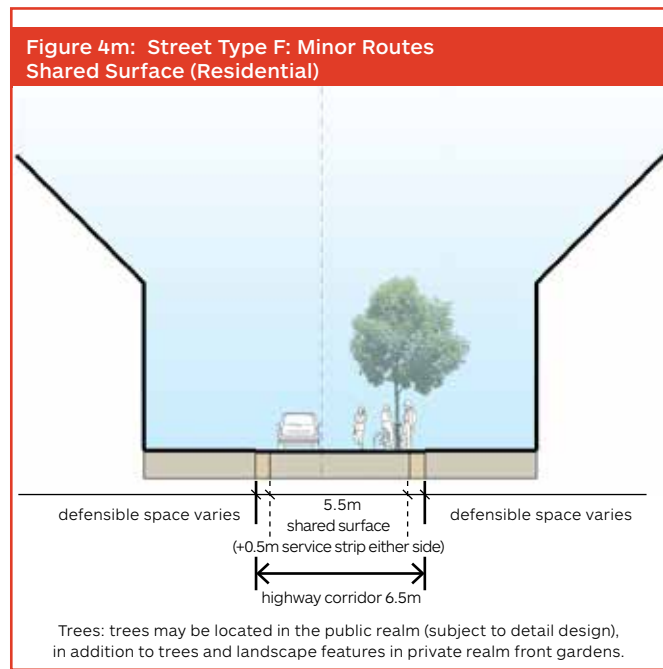 Figure 4m: Street Type F: Minor Routes
Shared Surface (Residential)
defensible space varies
5.5m
shared surface
(+0.5m service strip either side)
defensible space varies
highway corridor 6.5m
Trees: trees may be located in the public realm (subject to detail design),
in addition to trees and landscape features in private realm front gardens.